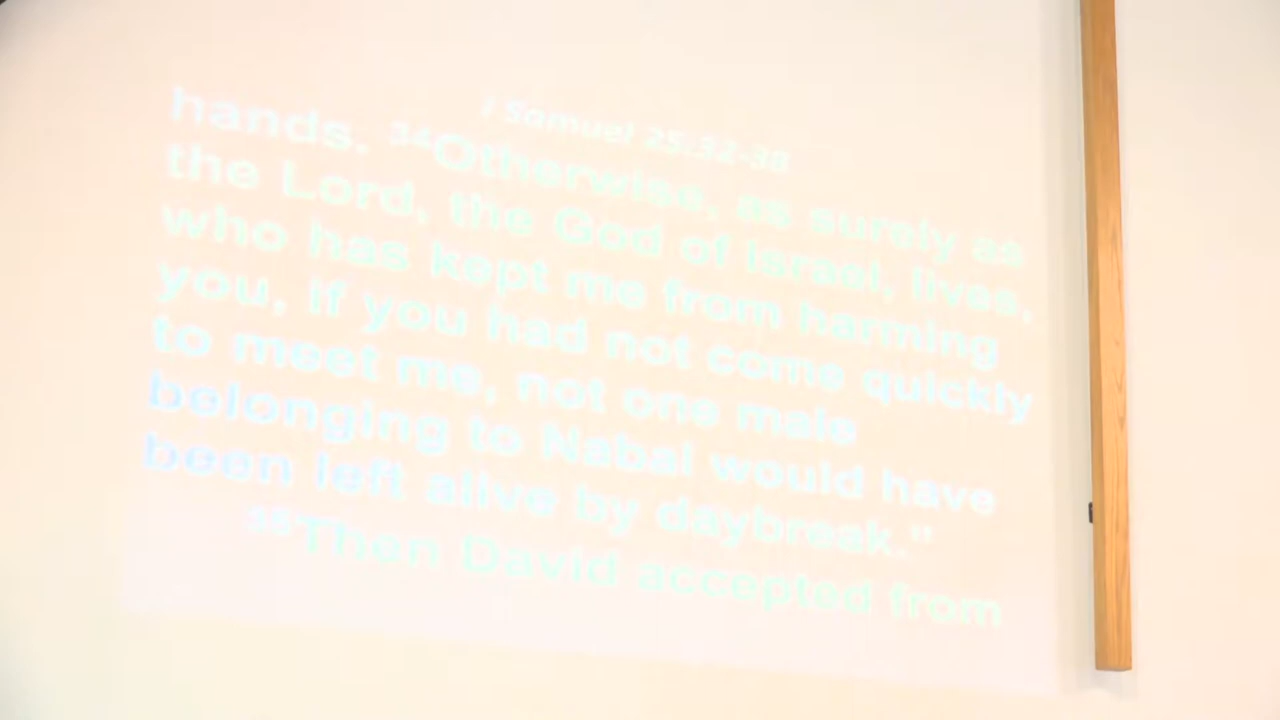 1 Samuel 25:32-38
hands. 34Otherwise, as surely as
the Lord, the God of Israel, lives,
who has kept me from harming
you, if you had not come quickly
to meet me, not one male
belonging to Nabal would have
been left alive by daybreak."
35Then David accepted from